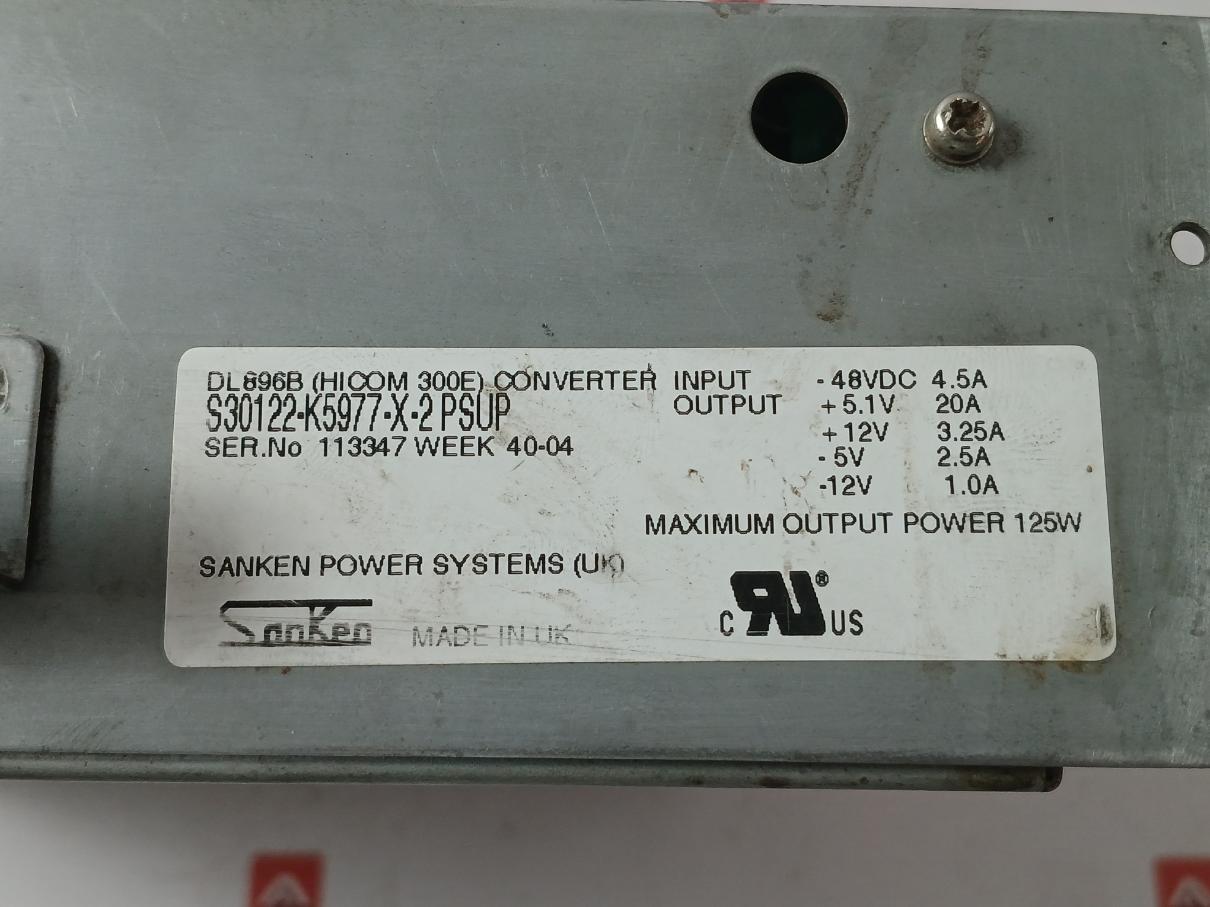 DL896B (HICOM 300E) CONVERTER
S30122-K5977-X-2 PSUP
SER.No 113347 WEEK 40-04
INPUT -48VDC 4.5A
OUTPUT +5.1V 20A
+12V 3.25A
-5V 2.5A
-12V 1.0A
MAXIMUM OUTPUT POWER 125W
SANKEN POWER SYSTEMS (UK)
SanKen MADE IN UK
C RU® US